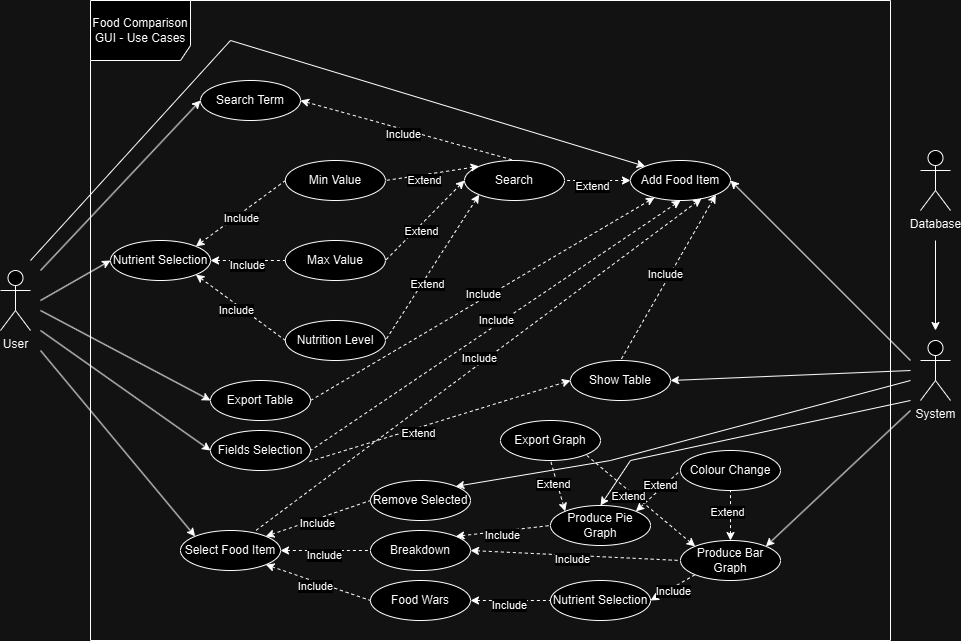 Food Comparison
GUI - Use Cases
Search Term
Include
Min Value
Extend
Search
Extend
Add Food Item
Include
Extend
Database
Nutrient Selection
Include
Max Value
Include
Extend
Include
Include
Nutrition Level
Include
User
Include
Show Table
Export Table
System
Extend
Export Graph
Fields Selection
Colour Change
Extend
Extend
Remove Selected
Extend
Extend
Include
Produce Pie
Graph
Include
Select Food Item
Include
Breakdown
Include
Produce Bar
Graph
Include
Food Wars
Include
Nutrient Selection
Include